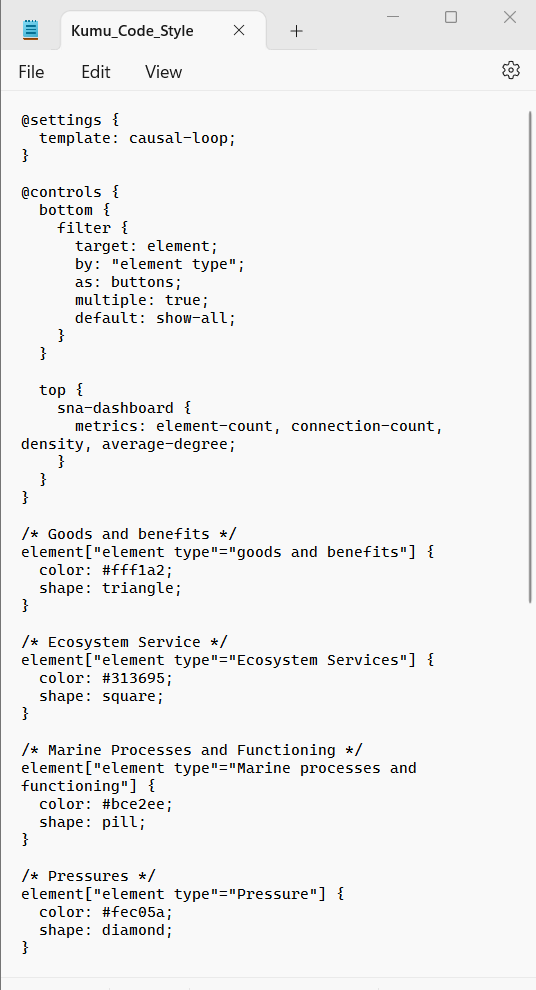 Kumu_Code_Style
File Edit View
@settings {
  template: causal-loop;
}

@controls {
  bottom {
    filter {
      target: element;
      by: "element type";
      as: buttons;
      multiple: true;
      default: show-all;
    }
  }

  top {
    sna-dashboard {
      metrics: element-count, connection-count,
density, average-degree;
    }
  }
}

/* Goods and benefits */
element["element type"="goods and benefits"] {
  color: #fff1a2;
  shape: triangle;
}

/* Ecosystem Service */
element["element type"="Ecosystem Services"] {
  color: #313695;
  shape: square;
}

/* Marine Processes and Functioning */
element["element type"="Marine processes and
functioning"] {
  color: #bce2ee;
  shape: pill;
}

/* Pressures */
element["element type"="Pressure"] {
  color: #fec05a;
  shape: diamond;
}